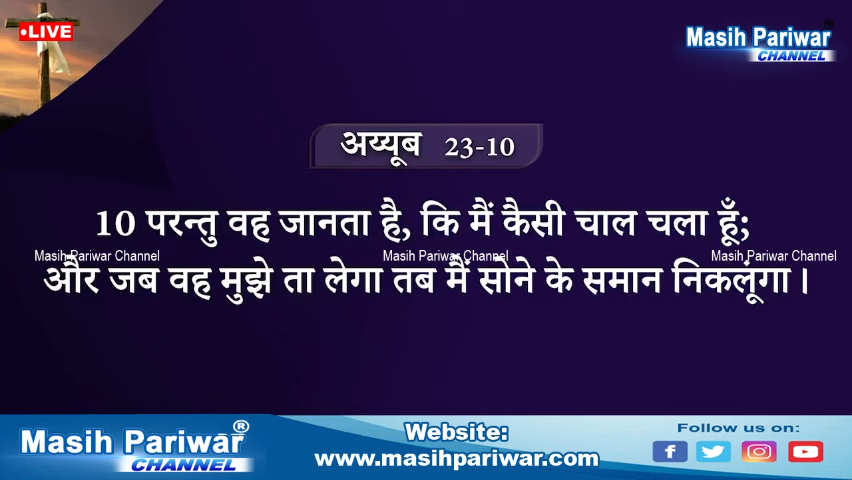 LIVE
Masih Pariwar
CHANNEL
अय्यूब 23-10
10 परन्तु वह जानता है, कि मैं कैसी चाल चला हूँ;
Masih Pariwar Channel Masih Pariwar Channel Masih Pariwar Channel
और जब वह मुझे ता लेगा तब मैं सोने के समान निकलूंगा।
Masih Pariwar®
CHANNEL
Website:
www.masihpariwar.com
Follow us on: